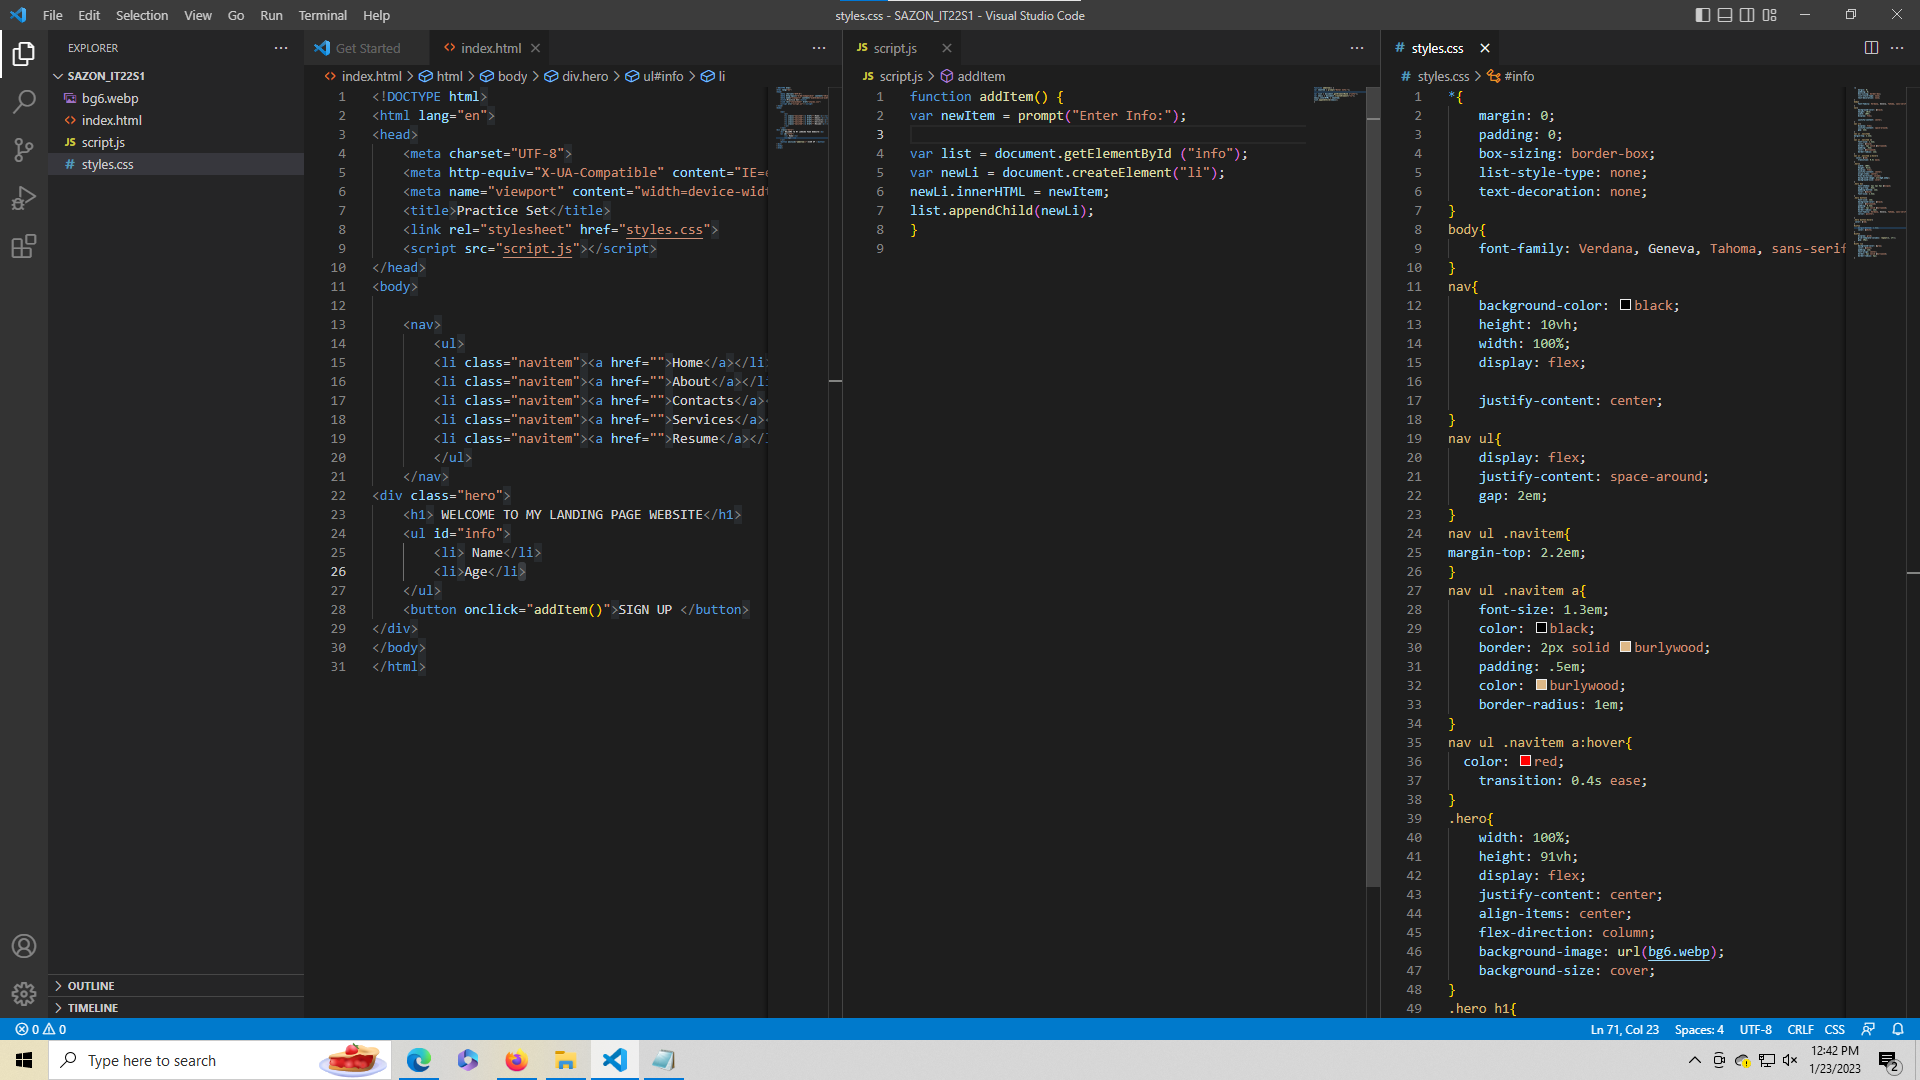 File Edit Selection View Go Run Terminal Help
styles.css - SAZON_IT22S1 - Visual Studio Code
EXPLORER
SAZON_IT22S1
bg6.webp
index.html
JS script.js
# styles.css
OUTLINE
TIMELINE
Get Started
index.html
index.html > html > body > div.hero > ul#info > li
1 <!DOCTYPE html>
2 <html lang="en">
3 <head>
4 <meta charset="UTF-8">
5 <meta http-equiv="X-UA-Compatible" content="IE=
6 <meta name="viewport" content="width=device-wid
7 <title>Practice Set</title>
8 <link rel="stylesheet" href="styles.css">
9 <script src="script.js"></script>
10 </head>
11 <body>
12
13 <nav>
14 <ul>
15 <li class="navitem"><a href="">Home</a></li
16 <li class="navitem"><a href="">About</a></li
17 <li class="navitem"><a href="">Contacts</a>
18 <li class="navitem"><a href="">Services</a>
19 <li class="navitem"><a href="">Resume</a></
20 </ul>
21 </nav>
22 <div class="hero">
23 <h1> WELCOME TO MY LANDING PAGE WEBSITE</h1>
24 <ul id="info">
25 <li> Name</li>
26 <li>Age</li>
27 </ul>
28 <button onclick="addItem()">SIGN UP </button>
29 </div>
30 </body>
31 </html>
JS script.js
JS script.js > addItem
1 function addItem() {
2 var newItem = prompt("Enter Info:");
3
4 var list = document.getElementById ("info");
5 var newLi = document.createElement("li");
6 newLi.innerHTML = newItem;
7 list.appendChild(newLi);
8 }
9
# styles.css
# styles.css > #info
1 *{
2 margin: 0;
3 padding: 0;
4 box-sizing: border-box;
5 list-style-type: none;
6 text-decoration: none;
7 }
8 body{
9 font-family: Verdana, Geneva, Tahoma, sans-serif
10 }
11 nav{
12 background-color: black;
13 height: 10vh;
14 width: 100%;
15 display: flex;
16
17 justify-content: center;
18 }
19 nav ul{
20 display: flex;
21 justify-content: space-around;
22 gap: 2em;
23 }
24 nav ul .navitem{
25 margin-top: 2.2em;
26 }
27 nav ul .navitem a{
28 font-size: 1.3em;
29 color: black;
30 border: 2px solid burlywood;
31 padding: .5em;
32 color: burlywood;
33 border-radius: 1em;
34 }
35 nav ul .navitem a:hover{
36 color: red;
37 transition: 0.4s ease;
38 }
39 .hero{
40 width: 100%;
41 height: 91vh;
42 display: flex;
43 justify-content: center;
44 align-items: center;
45 flex-direction: column;
46 background-image: url(bg6.webp);
47 background-size: cover;
48 }
49 .hero h1{
0 0
Ln 71, Col 23 Spaces: 4 UTF-8 CRLF CSS
Type here to search
12:42 PM
1/23/2023
2